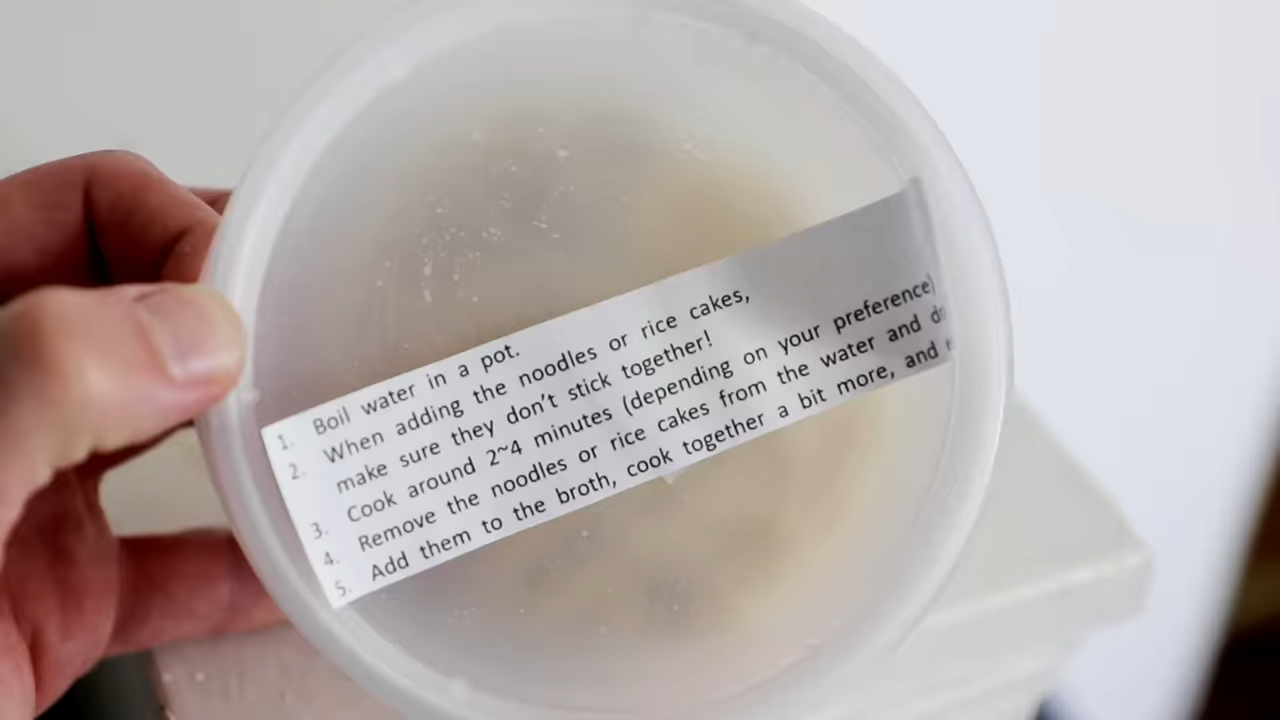 1. Boil water in a pot.
2. When adding the noodles or rice cakes,
make sure they don't stick together!
3. Cook around 2~4 minutes (depending on your preference)
4. Remove the noodles or rice cakes from the water and
5. Add them to the broth, cook together a bit more, and